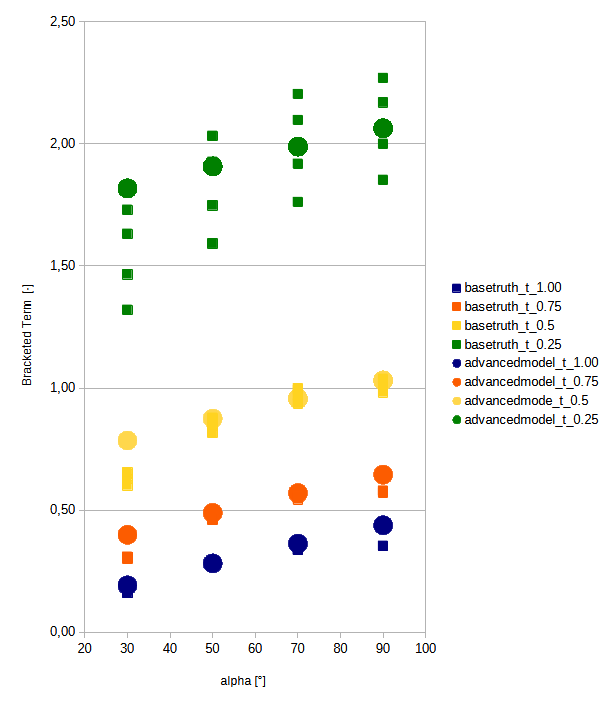 2,50
2,00
1,50
1,00
0,50
0,00
Bracketed Term [-]
20 30 40 50 60 70 80 90 100
alpha [°]
basetruth_t_1.00
basetruth_t_0.75
basetruth_t_0.5
basetruth_t_0.25
advancedmodel_t_1.00
advancedmodel_t_0.75
advancedmode_t_0.5
advancedmodel_t_0.25